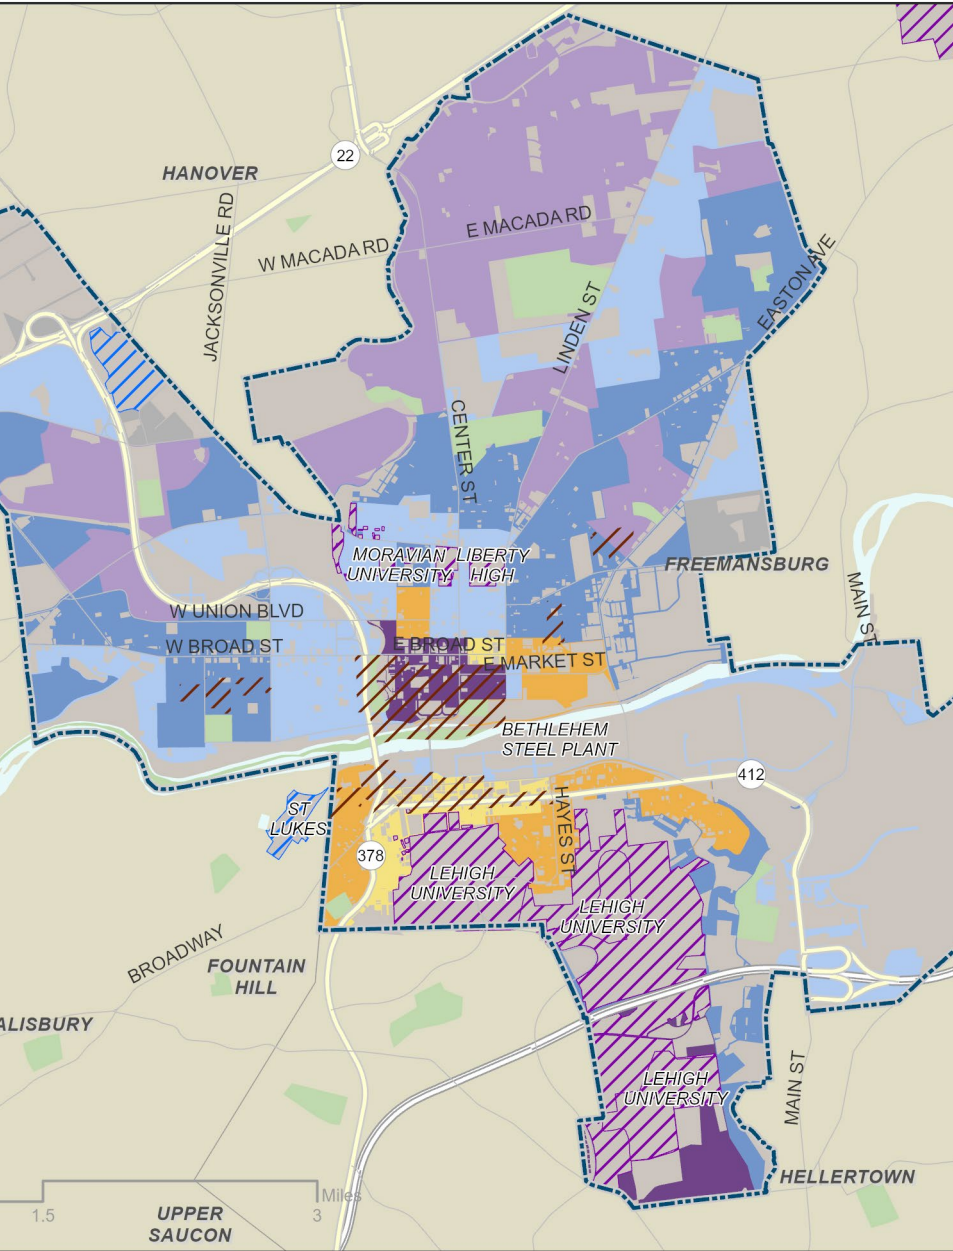 22
HANOVER
JACKSONVILLE RD
W MACADA RD
E MACADA RD
EASTON AVE
LINDEN ST
CENTER ST
MORAVIAN
UNIVERSITY
LIBERTY
HIGH
FREEMANSBURG
MAIN ST
W UNION BLVD
W BROAD ST
E BROAD ST
E MARKET ST
BETHLEHEM
STEEL PLANT
412
HAYES ST
ST
LUKES
378
LEHIGH
UNIVERSITY
LEHIGH
UNIVERSITY
BROADWAY
FOUNTAIN
HILL
ALISBURY
LEHIGH
UNIVERSITY
MAIN ST
HELLERTOWN
Miles
1.5
3
UPPER
SAUCON